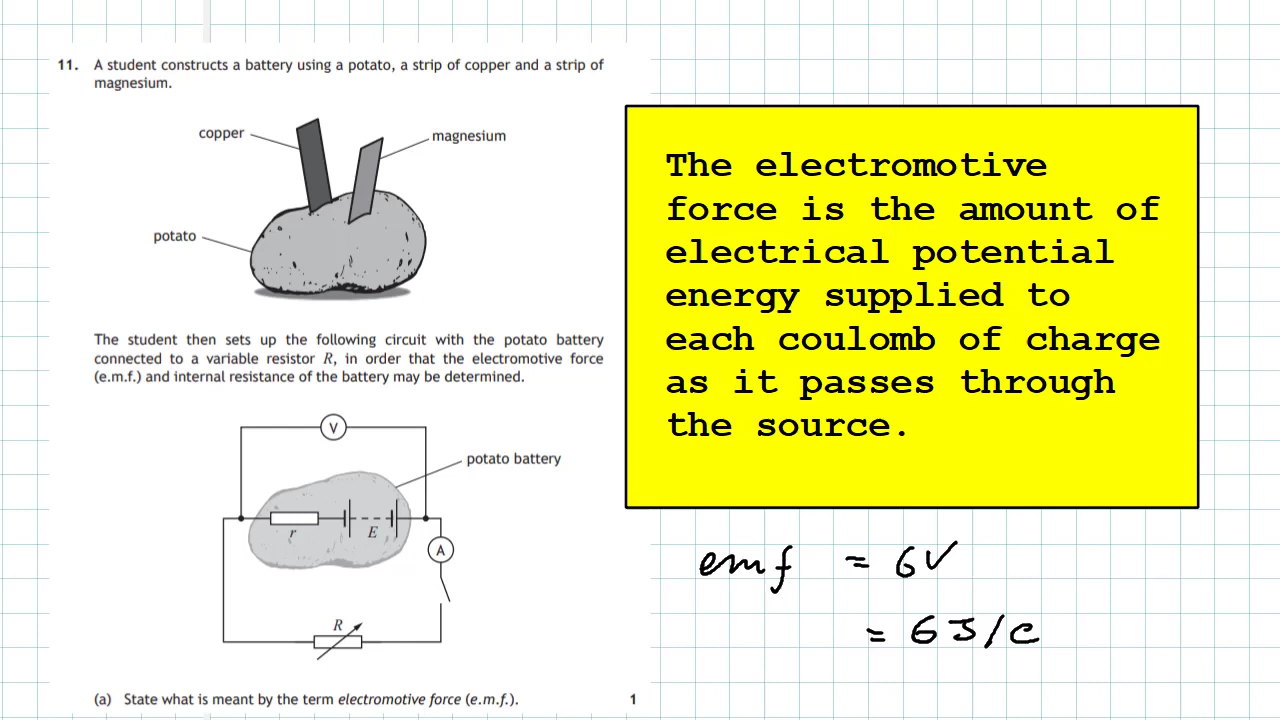 11. A student constructs a battery using a potato, a strip of copper and a strip of
magnesium.
copper
magnesium
potato
The student then sets up the following circuit with the potato battery
connected to a variable resistor R, in order that the electromotive force
(e.m.f.) and internal resistance of the battery may be determined.
V
potato battery
r
E
A
R
(a) State what is meant by the term electromotive force (e.m.f.). 1
The electromotive
force is the amount of
electrical potential
energy supplied to
each coulomb of charge
as it passes through
the source.
emf = 6V
= 6J/C